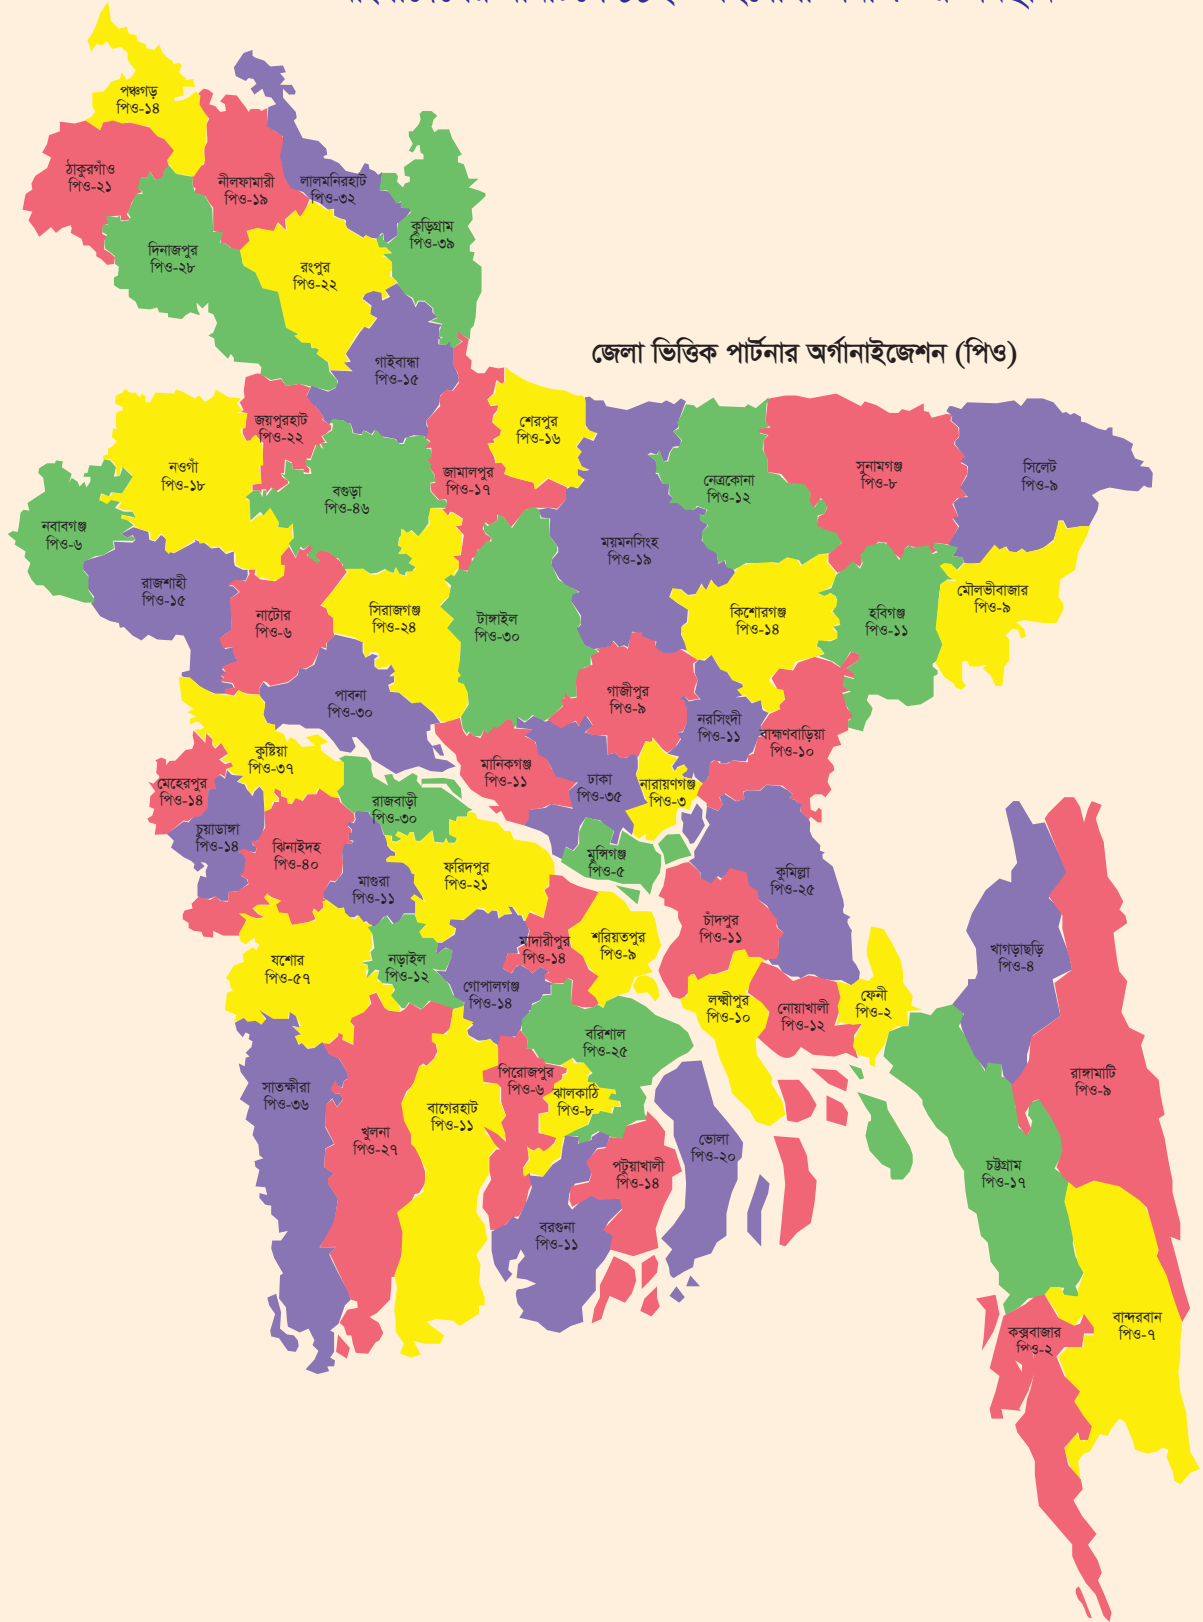 জেলা ভিত্তিক পার্টনার অর্গানাইজেশন (পিও)
পঞ্চগড়
পিও-১৪
ঠাকুরগাঁও
পিও-২১
নীলফামারী
পিও-১৯
লালমনিরহাট
পিও-৩২
কুড়িগ্রাম
পিও-৩৯
দিনাজপুর
পিও-২৮
রংপুর
পিও-২২
গাইবান্ধা
পিও-১৫
জয়পুরহাট
পিও-২২
শেরপুর
পিও-১৬
নওগাঁ
পিও-১৮
বগুড়া
পিও-৪৬
জামালপুর
পিও-১৭
নেত্রকোনা
পিও-১২
সুনামগঞ্জ
পিও-৮
সিলেট
পিও-৯
নবাবগঞ্জ
পিও-৬
ময়মনসিংহ
পিও-১৯
রাজশাহী
পিও-১৫
নাটোর
পিও-৬
সিরাজগঞ্জ
পিও-২৪
টাঙ্গাইল
পিও-৩০
কিশোরগঞ্জ
পিও-১৪
হবিগঞ্জ
পিও-১১
মৌলভীবাজার
পিও-৯
পাবনা
পিও-৩০
গাজীপুর
পিও-৯
নরসিংদী
পিও-১১
বাহ্মণবাড়িয়া
পিও-১০
কুষ্টিয়া
পিও-৩৭
মানিকগঞ্জ
পিও-১১
ঢাকা
পিও-৩৫
নারায়ণগঞ্জ
পিও-৩
মেহেরপুর
পিও-১৪
চুয়াডাঙ্গা
পিও-১৪
ঝিনাইদহ
পিও-৪০
রাজবাড়ী
পিও-৩০
মাগুরা
পিও-১১
ফরিদপুর
পিও-২১
মুন্সিগঞ্জ
পিও-৫
কুমিল্লা
পিও-২৫
চাঁদপুর
পিও-১১
যশোর
পিও-৫৭
নড়াইল
পিও-১২
গোপালগঞ্জ
পিও-১৪
মাদারীপুর
পিও-১৪
শরিয়তপুর
পিও-৯
লক্ষ্মীপুর
পিও-১০
নোয়াখালী
পিও-১২
ফেনী
পিও-২
খাগড়াছড়ি
পিও-৪
বরিশাল
পিও-২৫
সাতক্ষীরা
পিও-৩৬
খুলনা
পিও-২৭
বাগেরহাট
পিও-১১
পিরোজপুর
পিও-৬
ঝালকাঠি
পিও-৮
ভোলা
পিও-২০
পটুয়াখালী
পিও-১৪
বরগুনা
পিও-১১
রাঙ্গামাটি
পিও-৯
চট্টগ্রাম
পিও-১৭
বান্দরবান
পিও-৭
কক্সবাজার
পিও-২